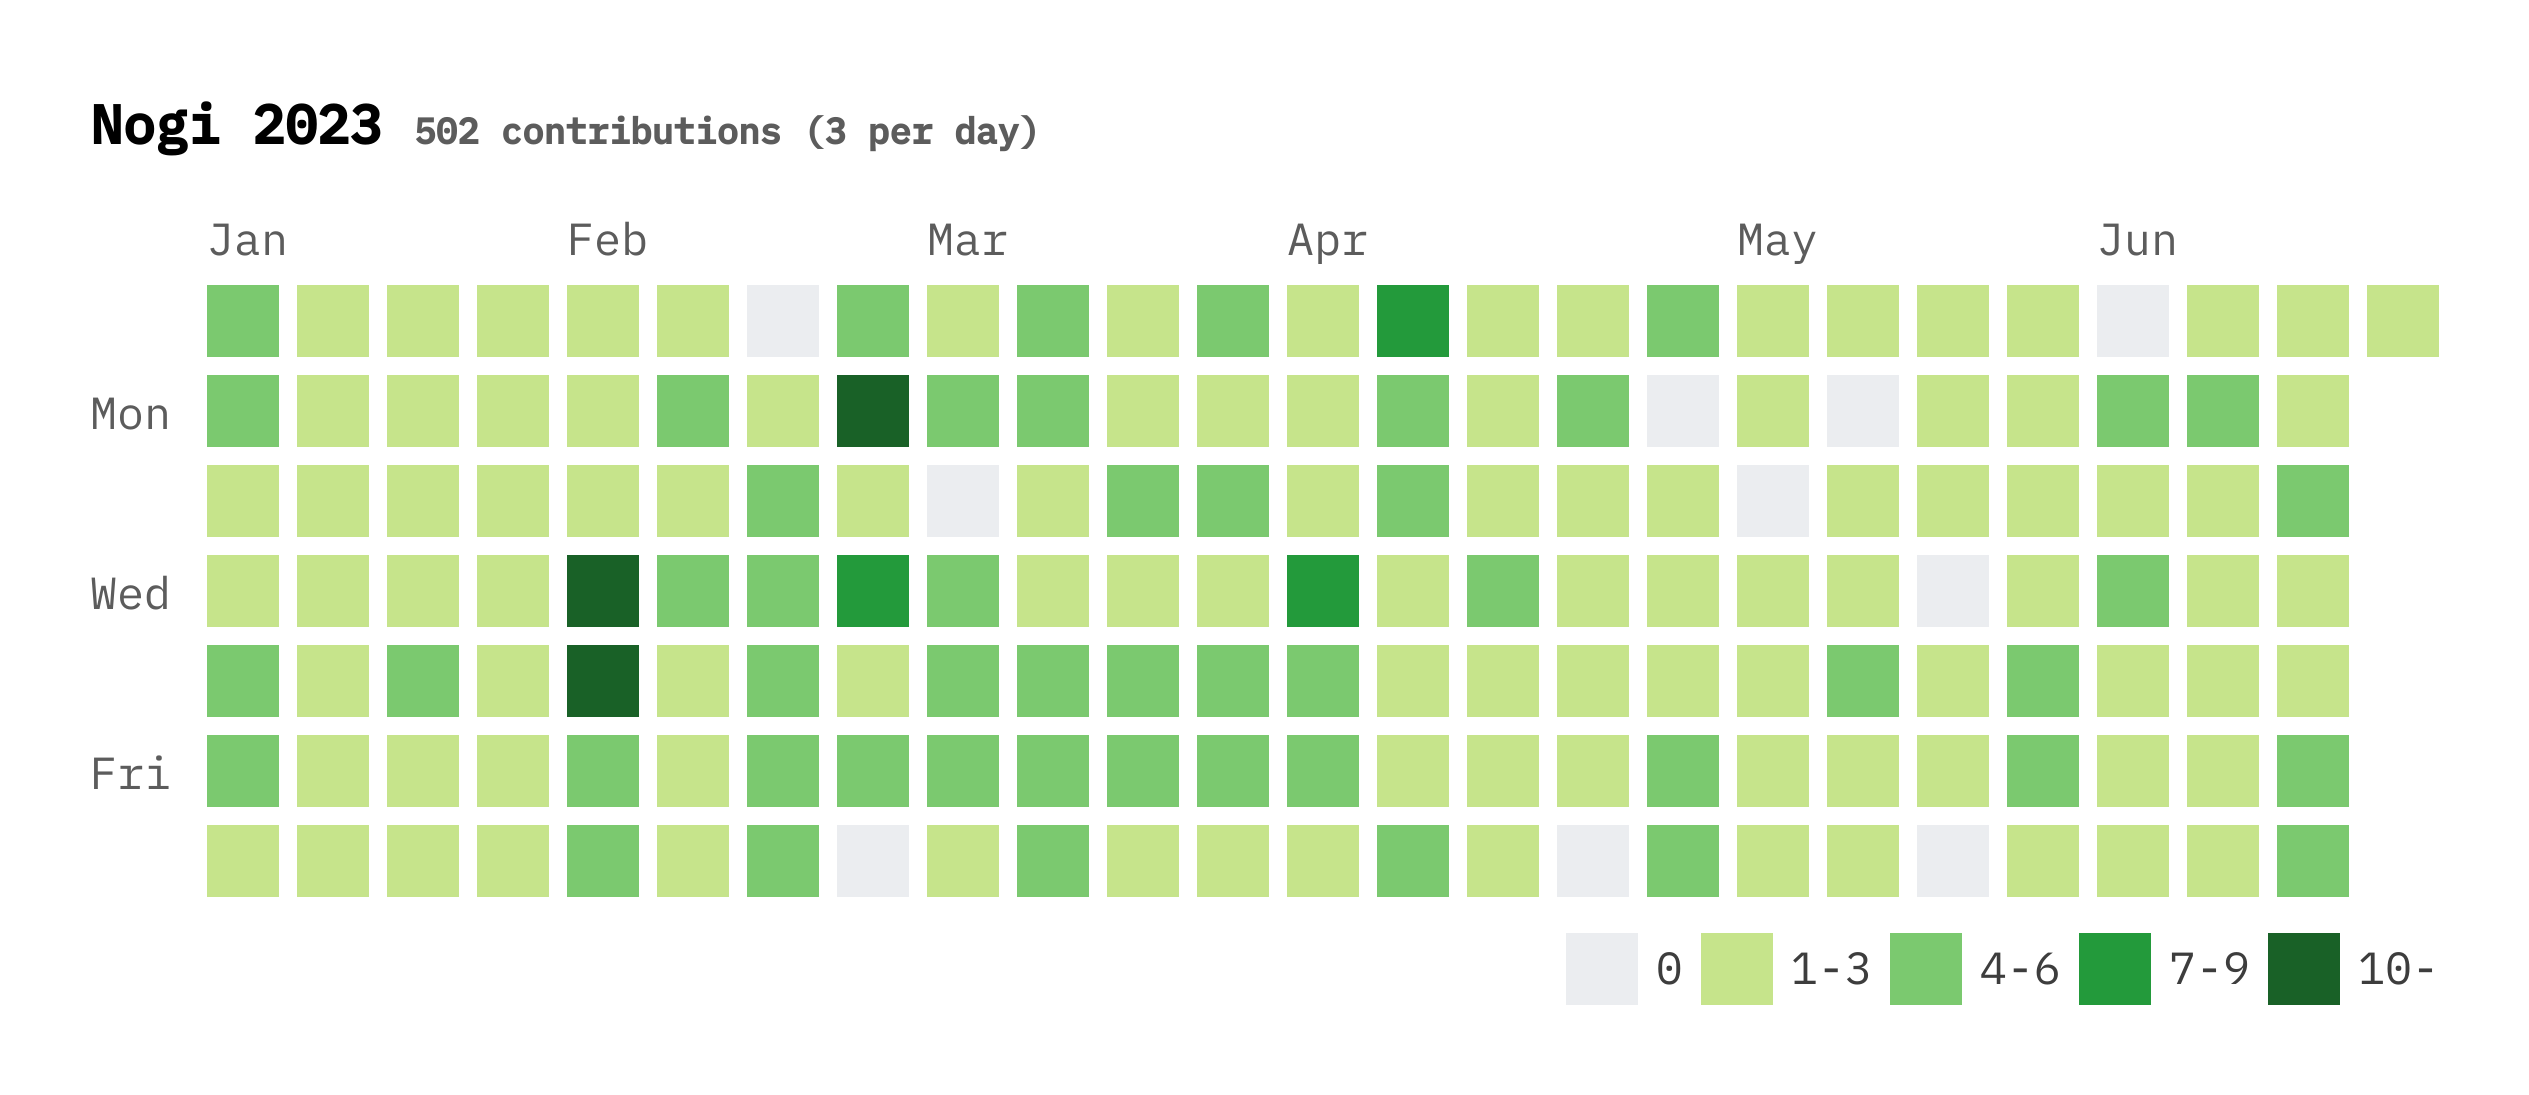 Nogi 2023 502 contributions (3 per day)
Jan Feb Mar Apr May Jun
Mon
Wed
Fri
0 1-3 4-6 7-9 10-